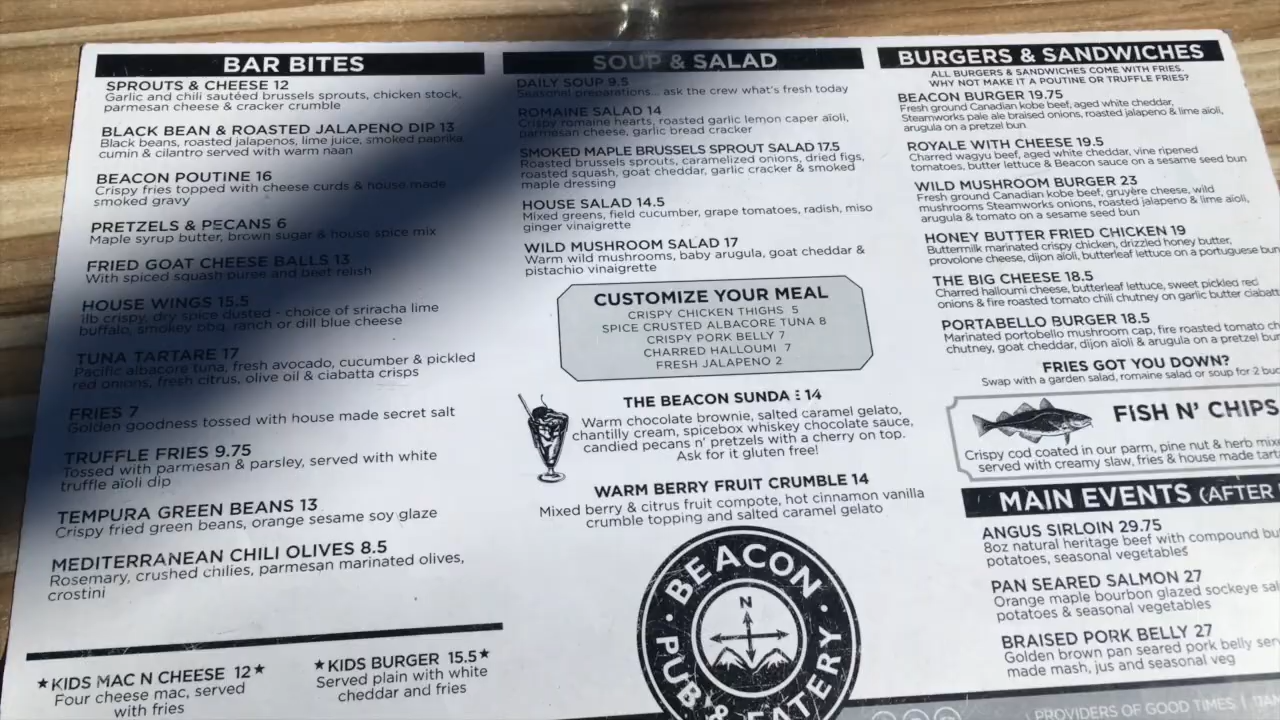 BAR BITES
SPROUTS & CHEESE 12
Garlic and chili sautéed brussels sprouts, chicken stock,
parmesan cheese & cracker crumble
BLACK BEAN & ROASTED JALAPENO DIP 13
Black beans, roasted jalapenos, lime juice, smoked paprika,
cumin & cilantro served with warm naan
BEACON POUTINE 16
Crispy fries topped with cheese curds & house made
smoked gravy
PRETZELS & PECANS 6
Maple syrup butter, brown sugar & house spice mix
FRIED GOAT CHEESE BALLS 13
With spiced squash puree and beet relish
HOUSE WINGS 15.5
1lb crispy, dry spice dusted - choice of sriracha lime
buffalo, smokey bbq, ranch or dill blue cheese
TUNA TARTARE 17
Pacific albacore tuna, fresh avocado, cucumber & pickled
red onions, fresh citrus, olive oil & ciabatta crisps
FRIES 7
Golden goodness tossed with house made secret salt
TRUFFLE FRIES 9.75
Tossed with parmesan & parsley, served with white
truffle aïoli dip
TEMPURA GREEN BEANS 13
Crispy fried green beans, orange sesame soy glaze
MEDITERRANEAN CHILI OLIVES 8.5
Rosemary, crushed chilies, parmesan marinated olives,
crostini
★KIDS MAC N CHEESE 12★
Four cheese mac, served
with fries
★KIDS BURGER 15.5★
Served plain with white
cheddar and fries
SOUP & SALAD
DAILY SOUP 9.5
Seasonal preparations... ask the crew what's fresh today
ROMAINE SALAD 14
Crispy romaine hearts, roasted garlic lemon caper aïoli,
parmesan cheese, garlic bread cracker
SMOKED MAPLE BRUSSELS SPROUT SALAD 17.5
Roasted brussels sprouts, caramelized onions, dried figs,
roasted squash, goat cheddar, garlic cracker & smoked
maple dressing
HOUSE SALAD 14.5
Mixed greens, field cucumber, grape tomatoes, radish, miso
ginger vinaigrette
WILD MUSHROOM SALAD 17
Warm wild mushrooms, baby arugula, goat cheddar &
pistachio vinaigrette
CUSTOMIZE YOUR MEAL
CRISPY CHICKEN THIGHS 5
SPICE CRUSTED ALBACORE TUNA 8
CRISPY PORK BELLY 7
CHARRED HALLOUMI 7
FRESH JALAPENO 2
THE BEACON SUNDAE 14
Warm chocolate brownie, salted caramel gelato,
chantilly cream, spicebox whiskey chocolate sauce,
candied pecans n' pretzels with a cherry on top.
Ask for it gluten free!
WARM BERRY FRUIT CRUMBLE 14
Mixed berry & citrus fruit compote, hot cinnamon vanilla
crumble topping and salted caramel gelato
BEACON
N
PUB & EATERY
BURGERS & SANDWICHES
ALL BURGERS & SANDWICHES COME WITH FRIES.
WHY NOT MAKE IT A POUTINE OR TRUFFLE FRIES?
BEACON BURGER 19.75
Fresh ground Canadian kobe beef, aged white cheddar,
Steamworks pale ale braised onions, roasted jalapeno & lime aïoli,
arugula on a pretzel bun
ROYALE WITH CHEESE 19.5
Charred wagyu beef, aged white cheddar, vine ripened
tomatoes, butter lettuce & Beacon sauce on a sesame seed bun
WILD MUSHROOM BURGER 23
Fresh ground Canadian kobe beef, gruyère cheese, wild
mushrooms Steamworks onions, roasted jalapeno & lime aïoli,
arugula & tomato on a sesame seed bun
HONEY BUTTER FRIED CHICKEN 19
Buttermilk marinated crispy chicken, drizzled honey butter,
provolone cheese, dijon aïoli, butterleaf lettuce on a portuguese bun
THE BIG CHEESE 18.5
Charred halloumi cheese, butterleaf lettuce, sweet pickled red
onions & fire roasted tomato chili chutney on garlic butter ciabatt
PORTABELLO BURGER 18.5
Marinated portobello mushroom cap, fire roasted tomato ch
chutney, goat cheddar, dijon aïoli & arugula on a pretzel bun
FRIES GOT YOU DOWN?
Swap with a garden salad, romaine salad or soup for 2 buc
FISH N' CHIPS
Crispy cod coated in our parm, pine nut & herb mix
served with creamy slaw, fries & house made tart
MAIN EVENTS (AFTER
ANGUS SIRLOIN 29.75
8oz natural heritage beef with compound bu
potatoes, seasonal vegetables
PAN SEARED SALMON 27
Orange maple bourbon glazed sockeye sal
potatoes & seasonal vegetables
BRAISED PORK BELLY 27
Golden brown pan seared pork belly ser
made mash, jus and seasonal veg
PROVIDERS OF GOOD TIMES |